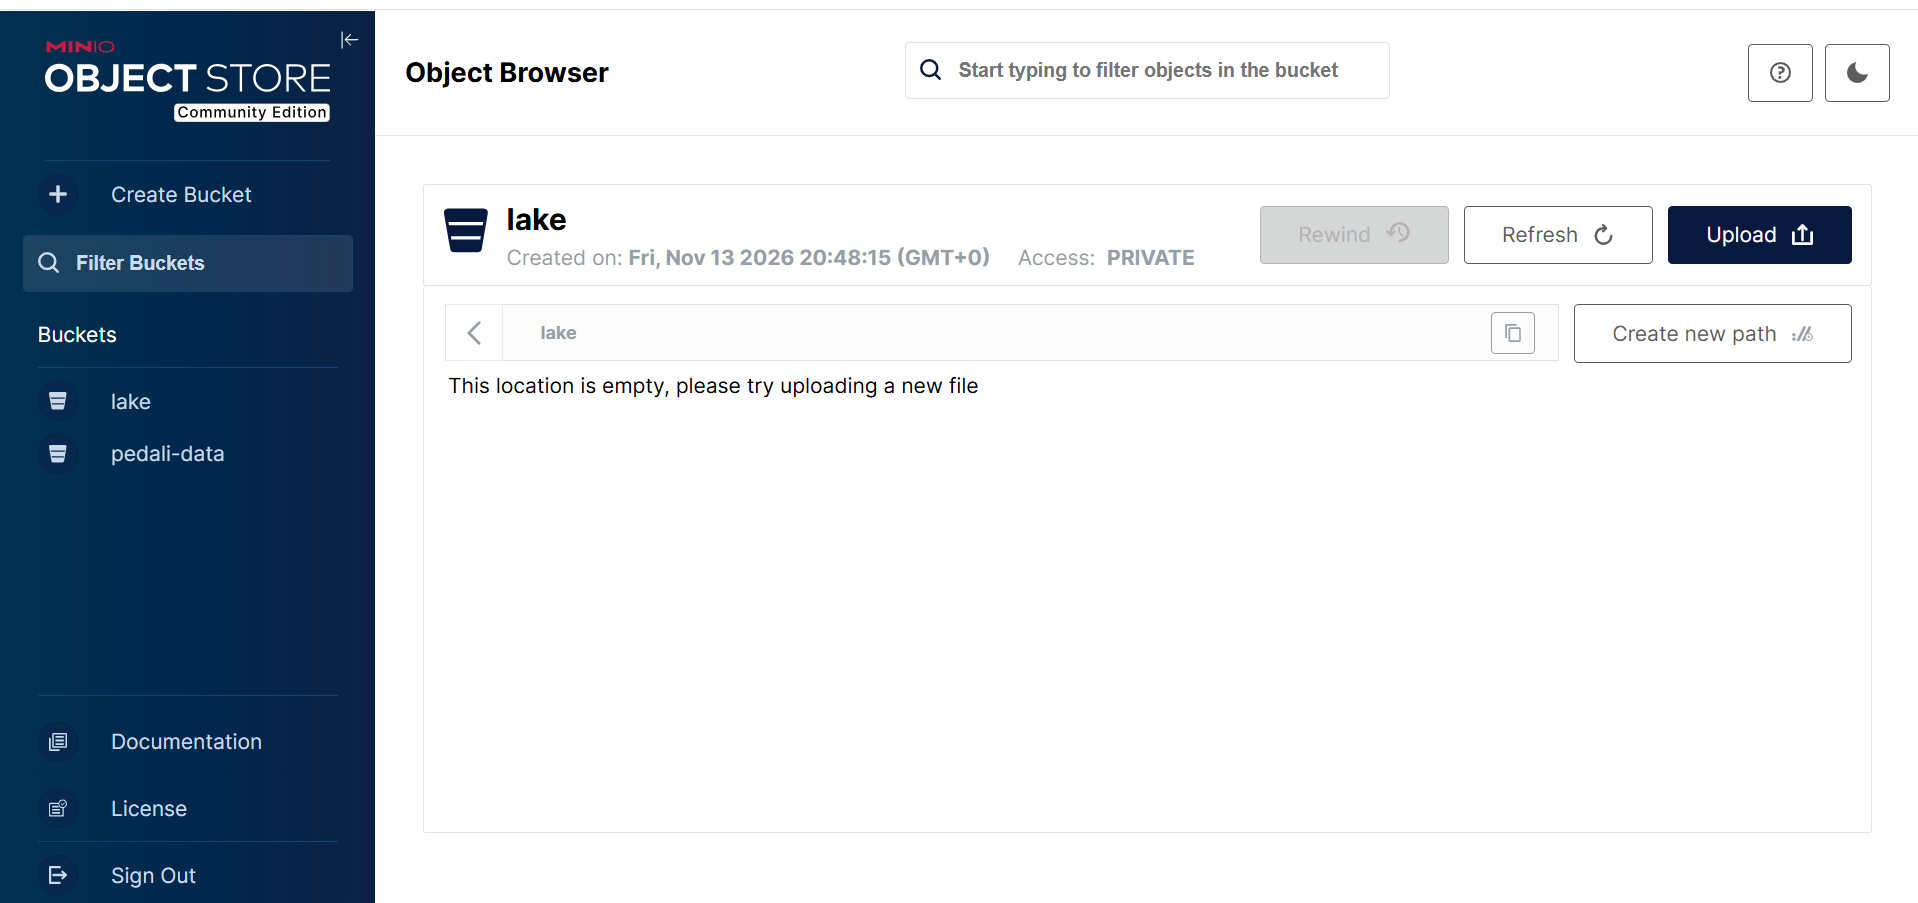 MINIO
OBJECT STORE
Community Edition
Create Bucket
Filter Buckets
Buckets
lake
pedali-data
Documentation
License
Sign Out
Object Browser
Start typing to filter objects in the bucket
lake
Created on: Fri, Nov 13 2026 20:48:15 (GMT+0) Access: PRIVATE
Rewind
Refresh
Upload
lake
Create new path
This location is empty, please try uploading a new file